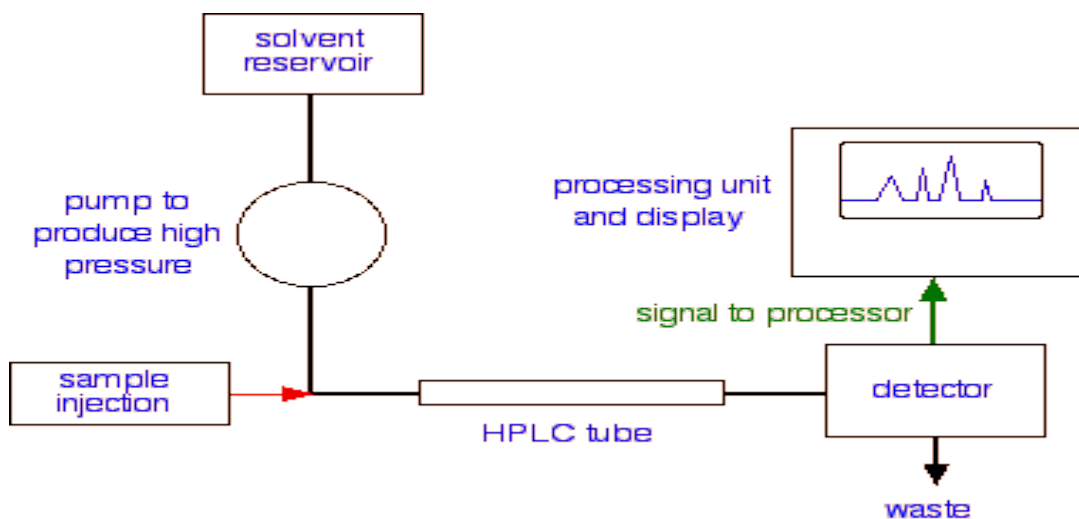 solvent
reservoir
pump to
produce high
pressure
processing unit
and display
signal to processor
sample
injection
HPLC tube
detector
waste